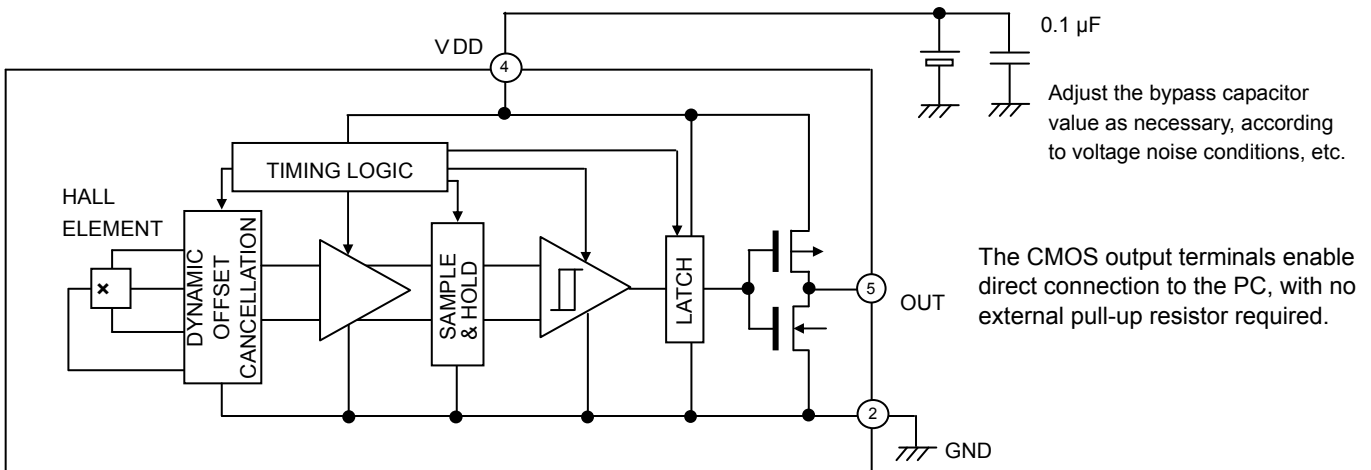 0.1 µF
VDD
4
Adjust the bypass capacitor
value as necessary, according
to voltage noise conditions, etc.
TIMING LOGIC
HALL
ELEMENT
DYNAMIC
OFFSET
CANCELLATION
SAMPLE
& HOLD
LATCH
The CMOS output terminals enable
direct connection to the PC, with no
external pull-up resistor required.
5
OUT
2
GND